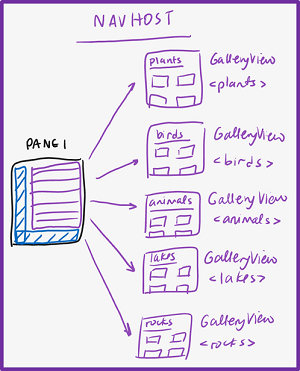 NAVHOST
plants
GalleryView
<plants>
birds
GalleryView
<birds>
PANE 1
animals
GalleryView
<animals>
lakes
GalleryView
<lakes>
rocks
GalleryView
<rocks>